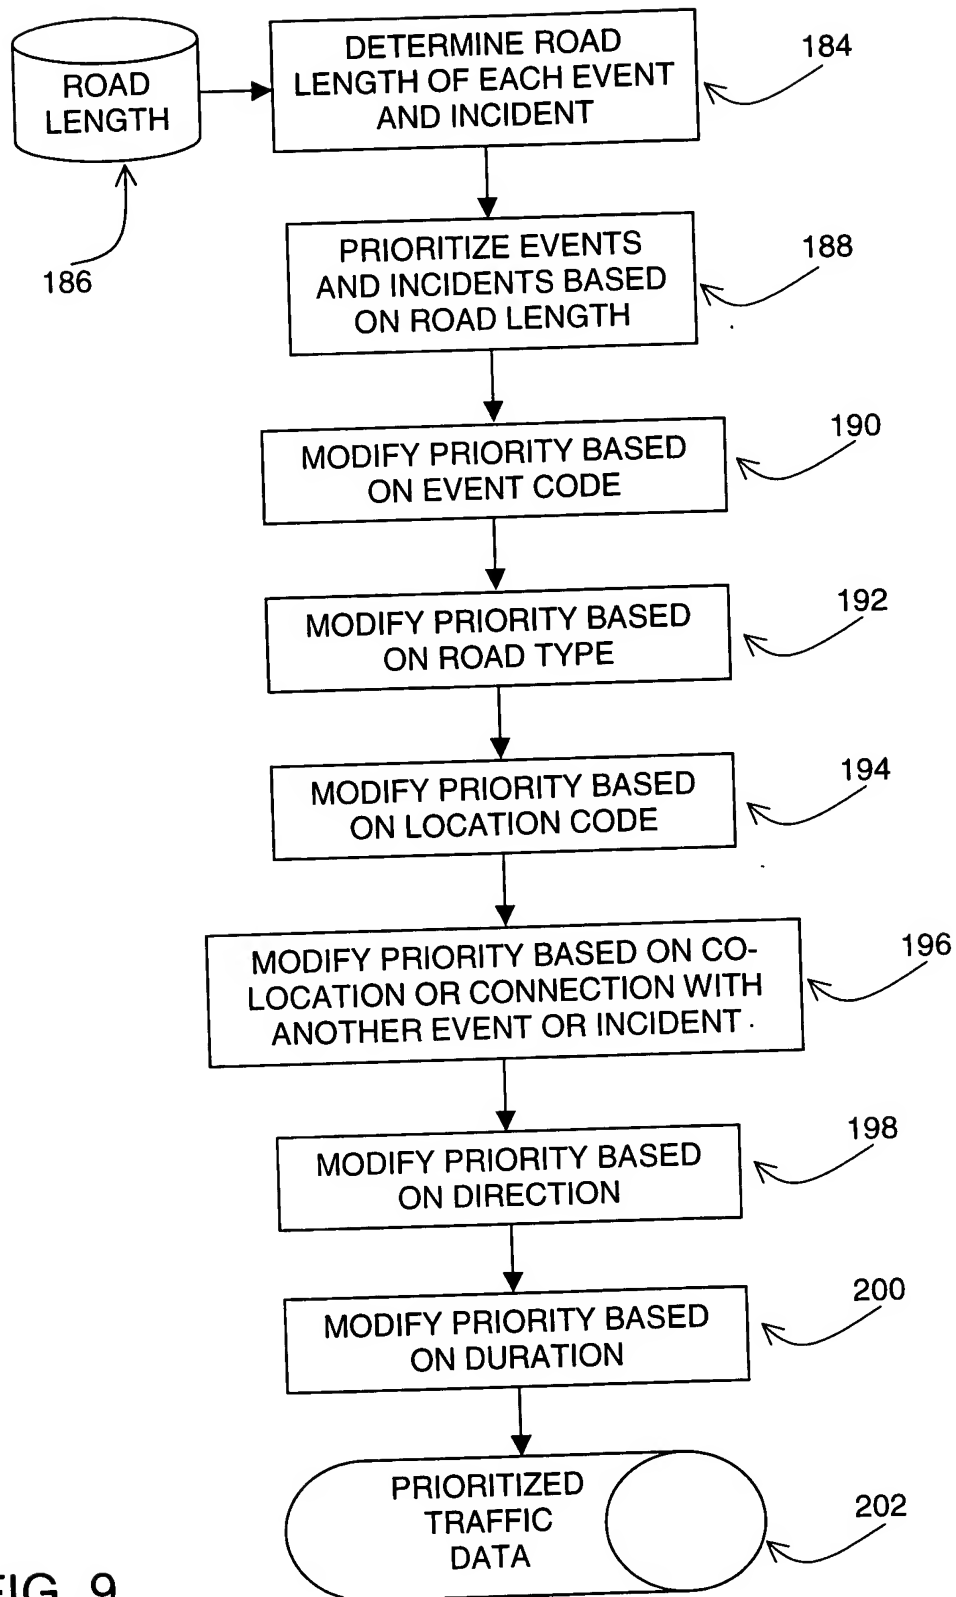 ROAD
LENGTH
186
DETERMINE ROAD
LENGTH OF EACH EVENT
AND INCIDENT
184
PRIORITIZE EVENTS
AND INCIDENTS BASED
ON ROAD LENGTH
188
MODIFY PRIORITY BASED
ON EVENT CODE
190
MODIFY PRIORITY BASED
ON ROAD TYPE
192
MODIFY PRIORITY BASED
ON LOCATION CODE
194
MODIFY PRIORITY BASED ON CO-
LOCATION OR CONNECTION WITH
ANOTHER EVENT OR INCIDENT
196
MODIFY PRIORITY BASED
ON DIRECTION
198
MODIFY PRIORITY BASED
ON DURATION
200
PRIORITIZED
TRAFFIC
DATA
202
FIG. 9